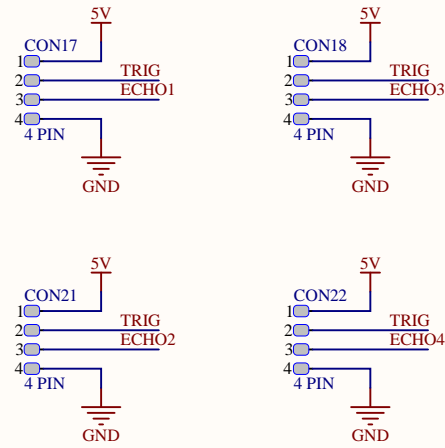 5V
CON17
1
2 TRIG
3 ECHO1
4
4 PIN
GND
5V
CON18
1
2 TRIG
3 ECHO3
4
4 PIN
GND
5V
CON21
1
2 TRIG
3 ECHO2
4
4 PIN
GND
5V
CON22
1
2 TRIG
3 ECHO4
4
4 PIN
GND